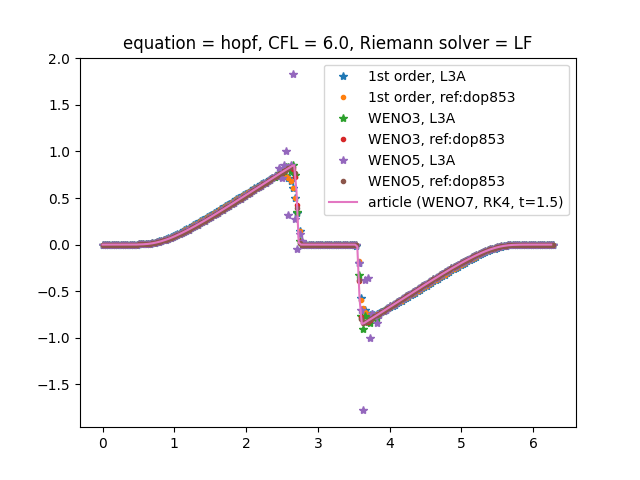 equation = hopf, CFL = 6.0, Riemann solver = LF
2.0
1.5
1.0
0.5
0.0
−0.5
−1.0
−1.5
0 1 2 3 4 5 6
1st order, L3A
1st order, ref:dop853
WENO3, L3A
WENO3, ref:dop853
WENO5, L3A
WENO5, ref:dop853
article (WENO7, RK4, t=1.5)